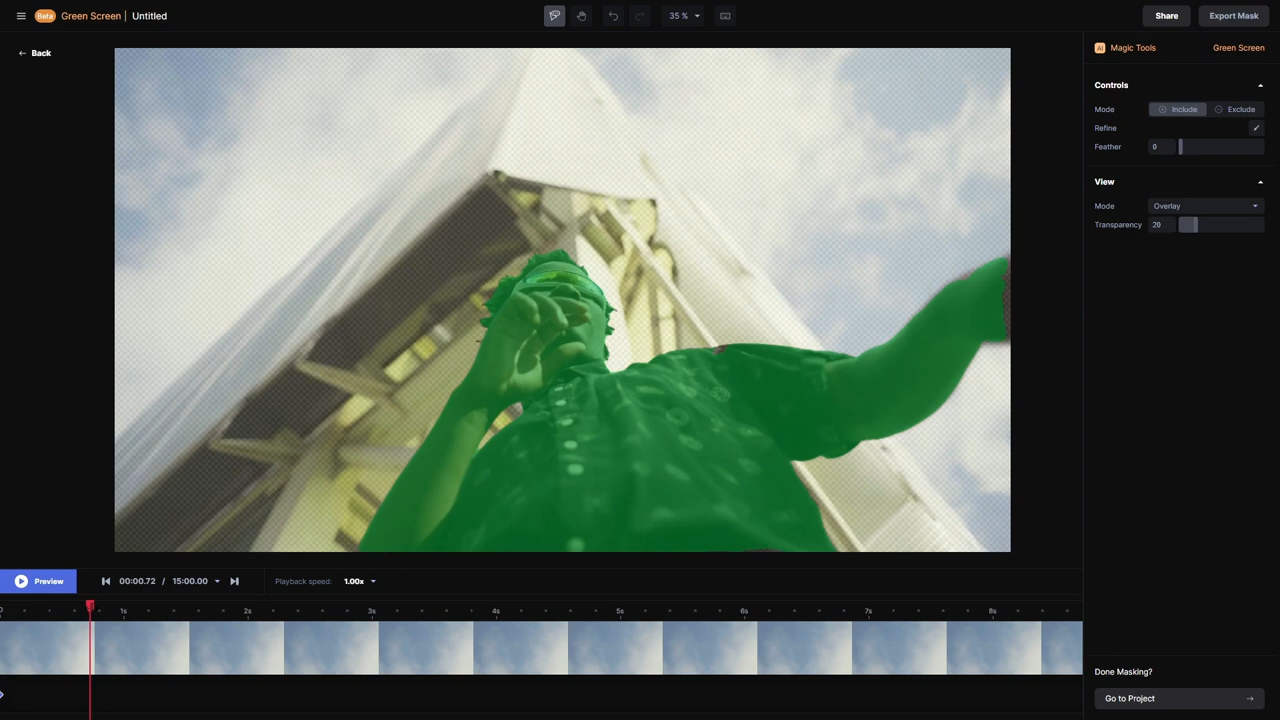 Beta Green Screen | Untitled
35 %
Share
Export Mask
Back
AI Magic Tools
Green Screen
Controls
Mode
Include
Exclude
Refine
Feather
0
View
Mode
Overlay
Transparency
20
Preview
00:00.72 / 15:00.00
Playback speed: 1.00x
0 1s 2s 3s 4s 5s 6s 7s 8s
Done Masking?
Go to Project